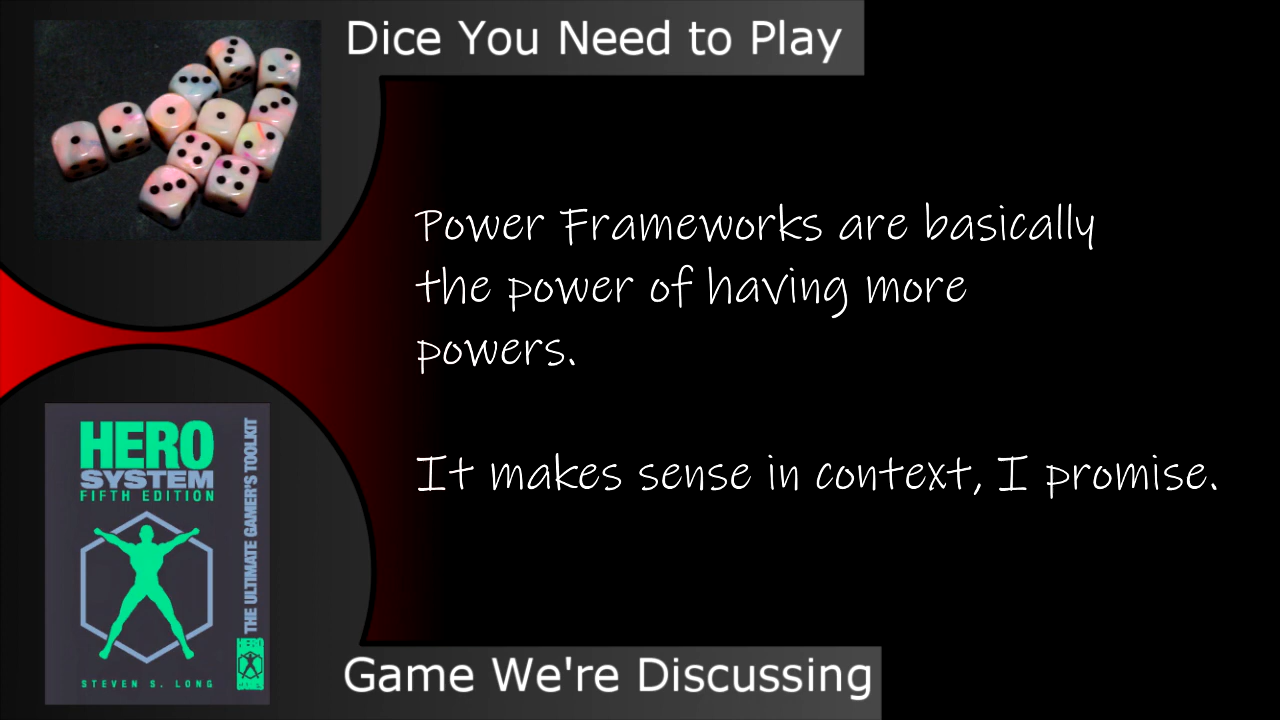 Dice You Need to Play
Power Frameworks are basically
the power of having more
powers.
It makes sense in context, I promise.
HERO
SYSTEM
FIFTH EDITION
THE ULTIMATE GAMER'S TOOLKIT
HERO
STEVEN S. LONG
Game We're Discussing